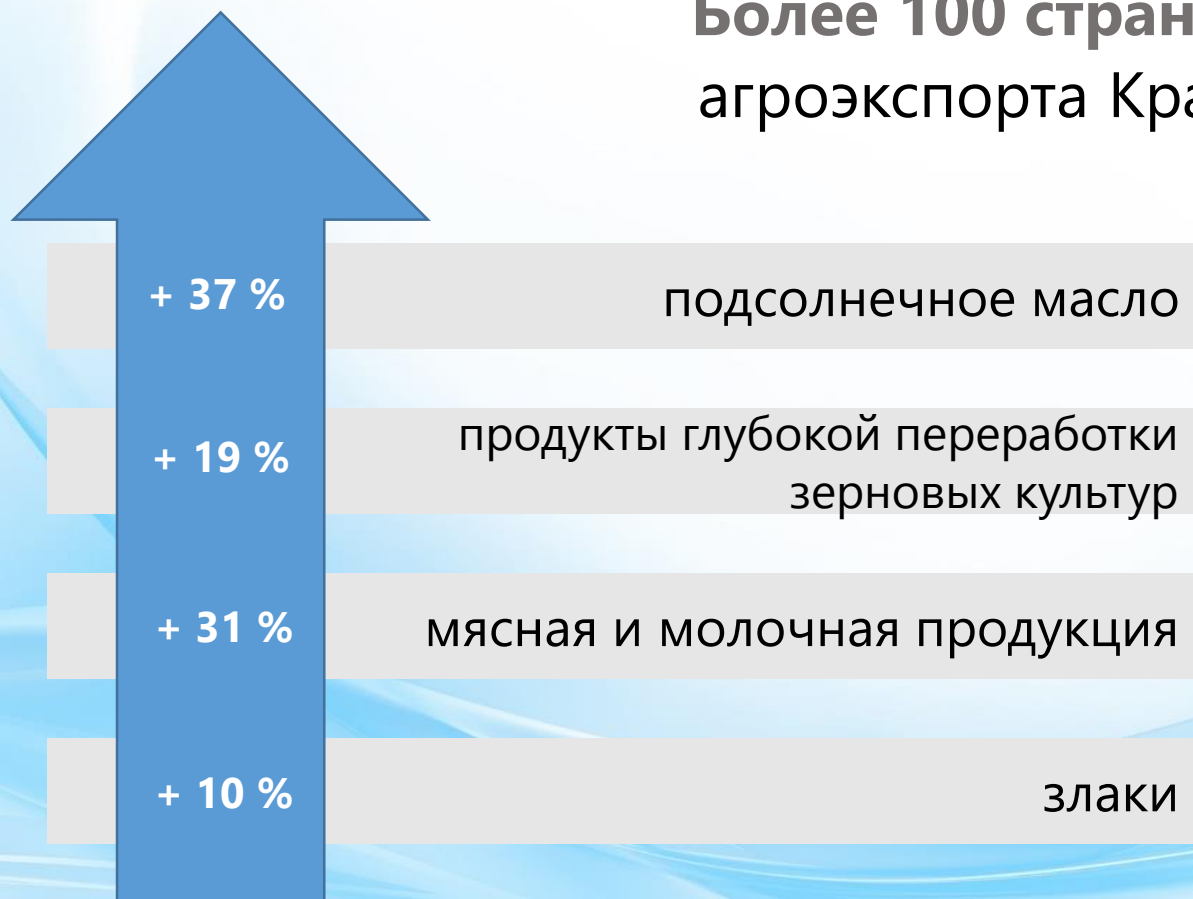 Более 100 стран
агроэкспорта Кра
+ 37 %
подсолнечное масло
+ 19 %
продукты глубокой переработки
зерновых культур
+ 31 %
мясная и молочная продукция
+ 10 %
злаки